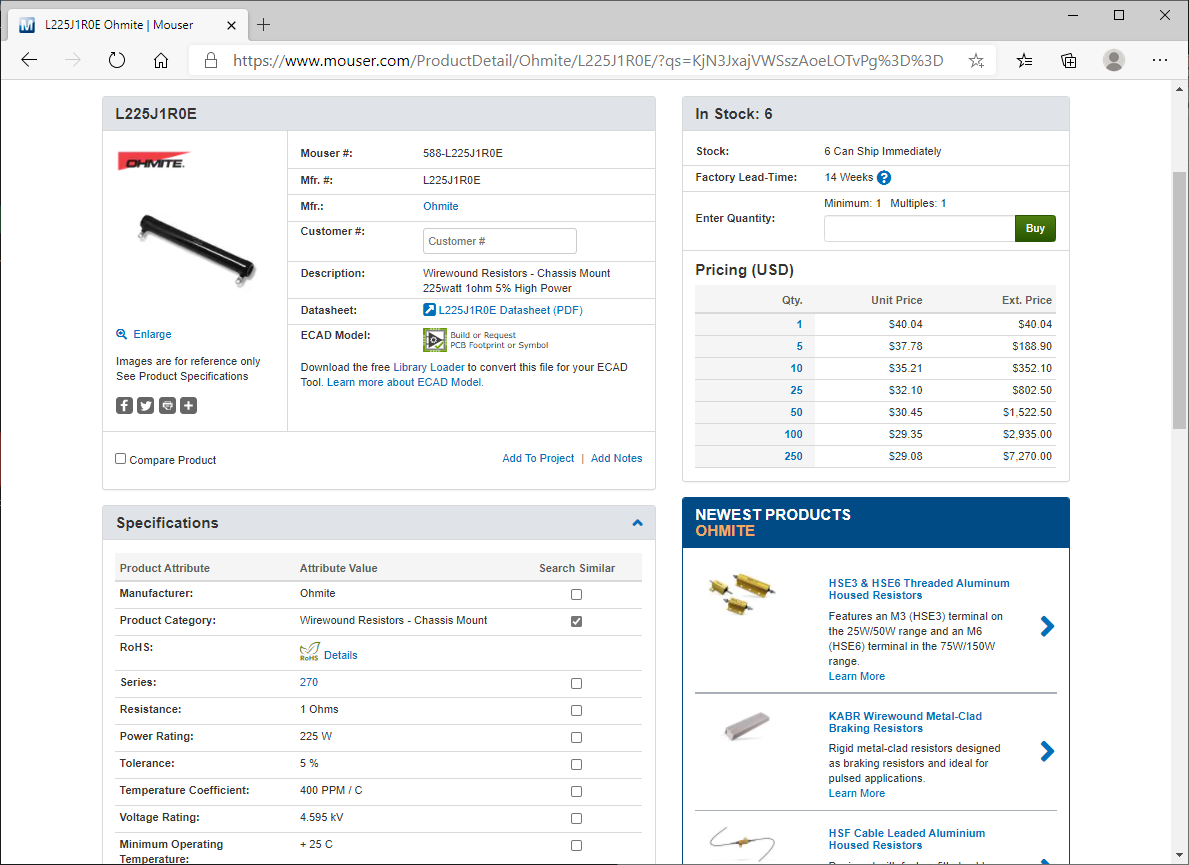 L225J1R0E Ohmite | Mouser
https://www.mouser.com/ProductDetail/Ohmite/L225J1R0E/?qs=KjN3JxajVWSszAoeLOTvPg%3D%3D
L225J1R0E
OHMITE.
Mouser #: 588-L225J1R0E
Mfr. #: L225J1R0E
Mfr.: Ohmite
Customer #: Customer #
Description: Wirewound Resistors - Chassis Mount
225watt 1ohm 5% High Power
Datasheet: L225J1R0E Datasheet (PDF)
ECAD Model: Build or Request
PCB Footprint or Symbol
Download the free Library Loader to convert this file for your ECAD
Tool. Learn more about ECAD Model.
Enlarge
Images are for reference only
See Product Specifications
Compare Product
Add To Project | Add Notes
In Stock: 6
Stock: 6 Can Ship Immediately
Factory Lead-Time: 14 Weeks ?
Minimum: 1 Multiples: 1
Enter Quantity: Buy
Pricing (USD)
Qty. Unit Price Ext. Price
1 $40.04 $40.04
5 $37.78 $188.90
10 $35.21 $352.10
25 $32.10 $802.50
50 $30.45 $1,522.50
100 $29.35 $2,935.00
250 $29.08 $7,270.00
Specifications
Product Attribute Attribute Value Search Similar
Manufacturer: Ohmite
Product Category: Wirewound Resistors - Chassis Mount
RoHS: RoHS Details
Series: 270
Resistance: 1 Ohms
Power Rating: 225 W
Tolerance: 5 %
Temperature Coefficient: 400 PPM / C
Voltage Rating: 4.595 kV
Minimum Operating + 25 C
Temperature:
NEWEST PRODUCTS
OHMITE
HSE3 & HSE6 Threaded Aluminum
Housed Resistors
Features an M3 (HSE3) terminal on
the 25W/50W range and an M6
(HSE6) terminal in the 75W/150W
range.
Learn More
KABR Wirewound Metal-Clad
Braking Resistors
Rigid metal-clad resistors designed
as braking resistors and ideal for
pulsed applications.
Learn More
HSF Cable Leaded Aluminium
Housed Resistors